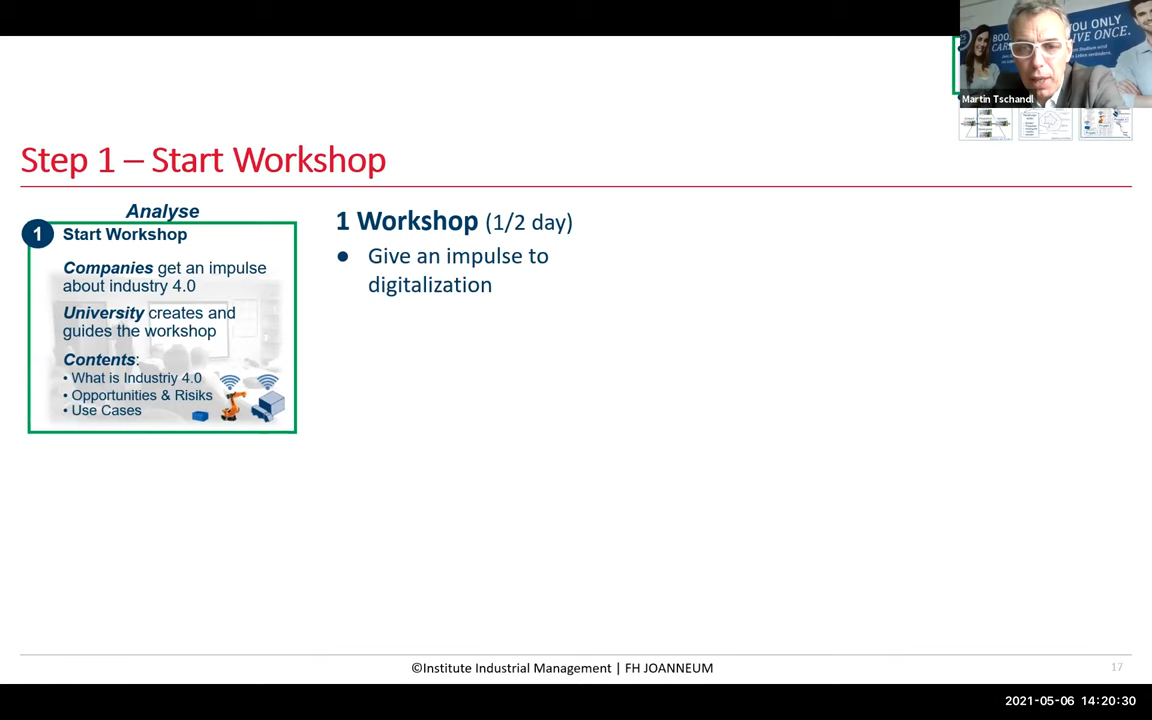 BOO
CAR
YOU ONLY
LIVE ONCE.
Martin Tschandl
Step 1 – Start Workshop
Analyse
1
Start Workshop
Companies get an impulse
about industry 4.0
University creates and
guides the workshop
Contents:
• What is Industriy 4.0
• Opportunities & Risiks
• Use Cases
1 Workshop (1/2 day)
● Give an impulse to
digitalization
©Institute Industrial Management | FH JOANNEUM
17
2021-05-06 14:20:30